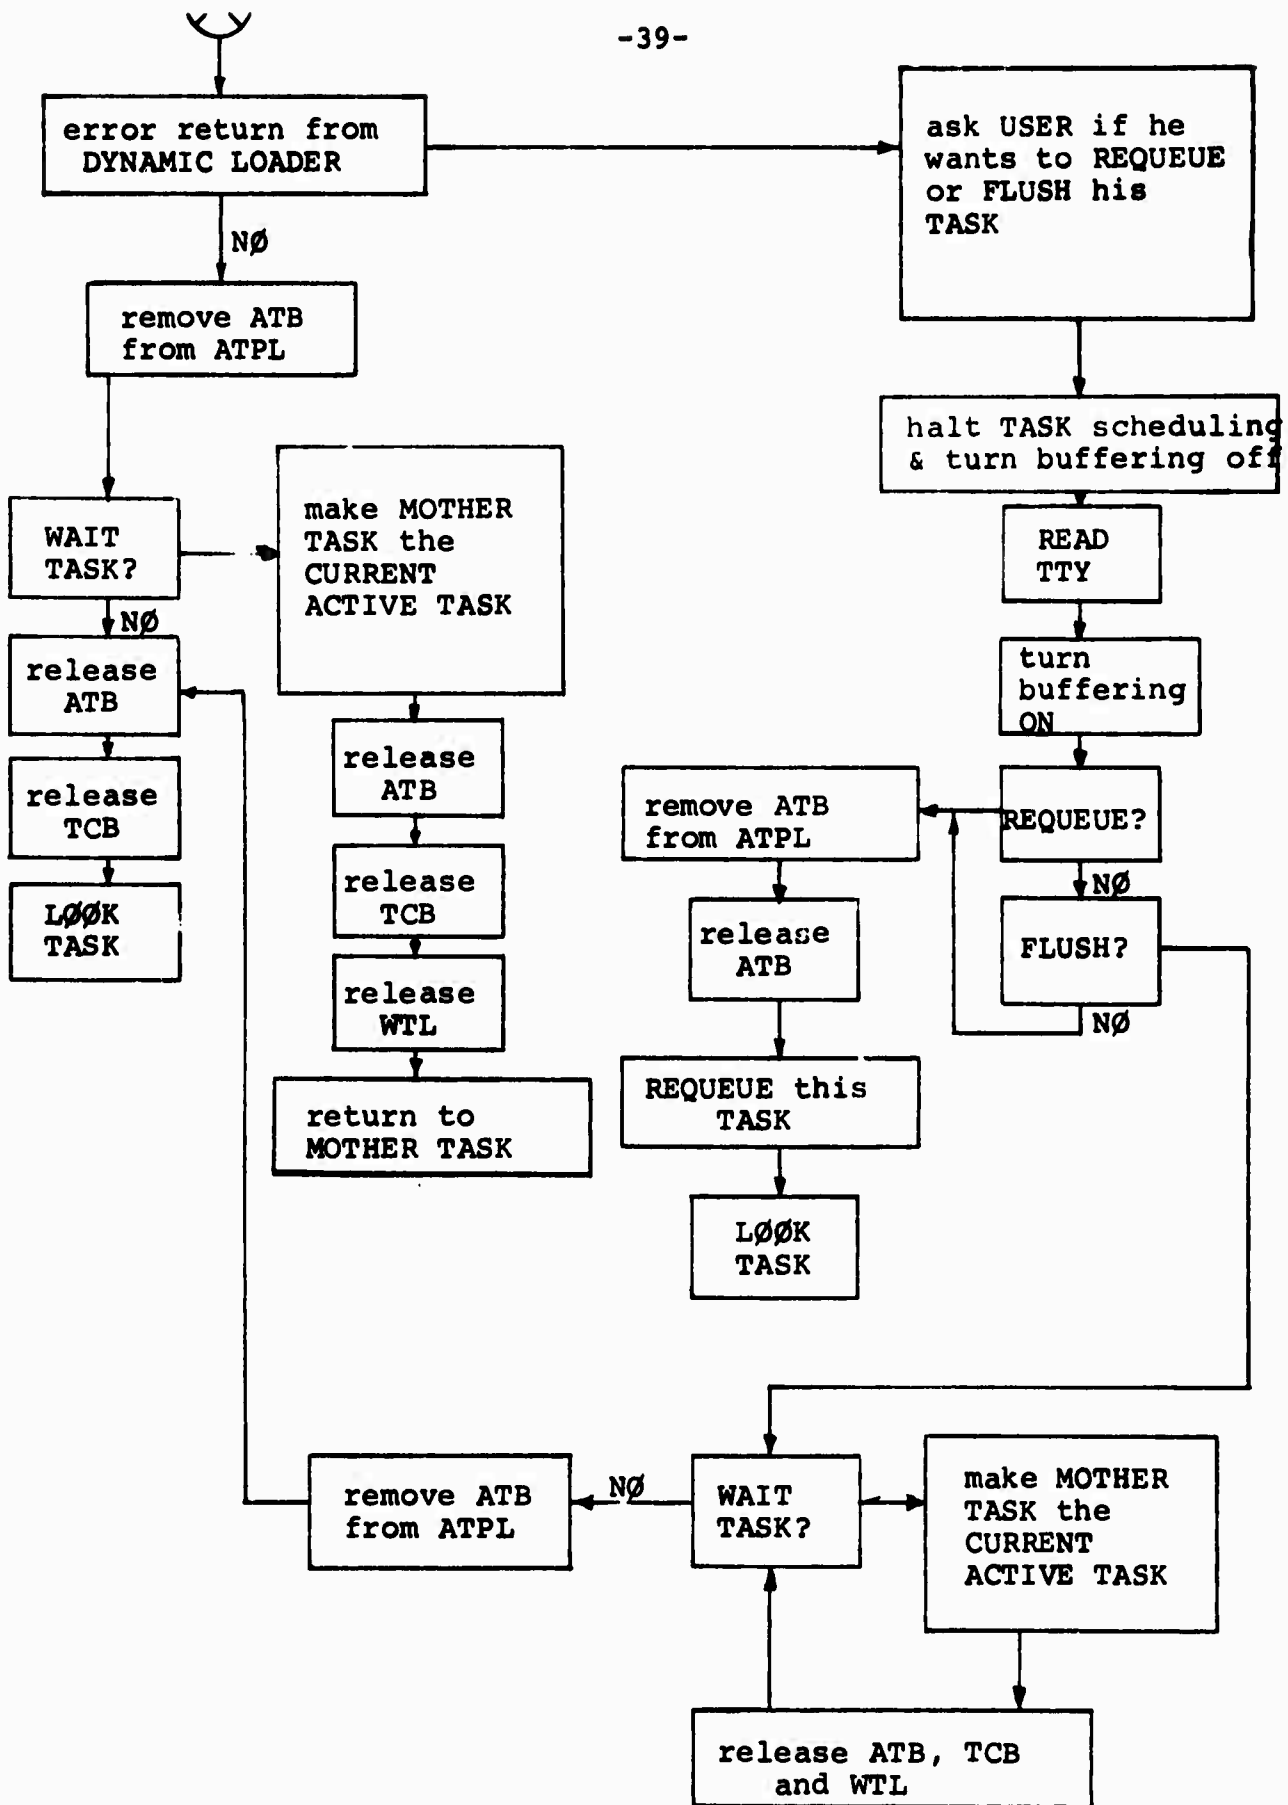 -39-
error return from
DYNAMIC LOADER
NØ
remove ATB
from ATPL
WAIT
TASK?
NØ
release
ATB
release
TCB
LØØK
TASK
make MOTHER
TASK the
CURRENT
ACTIVE TASK
release
ATB
release
TCB
release
WTL
return to
MOTHER TASK
ask USER if he
wants to REQUEUE
or FLUSH his
TASK
halt TASK scheduling
& turn buffering off
READ
TTY
turn
buffering
ON
REQUEUE?
NØ
FLUSH?
NØ
remove ATB
from ATPL
release
ATB
REQUEUE this
TASK
LØØK
TASK
WAIT
TASK?
NØ
remove ATB
from ATPL
make MOTHER
TASK the
CURRENT
ACTIVE TASK
release ATB, TCB
and WTL